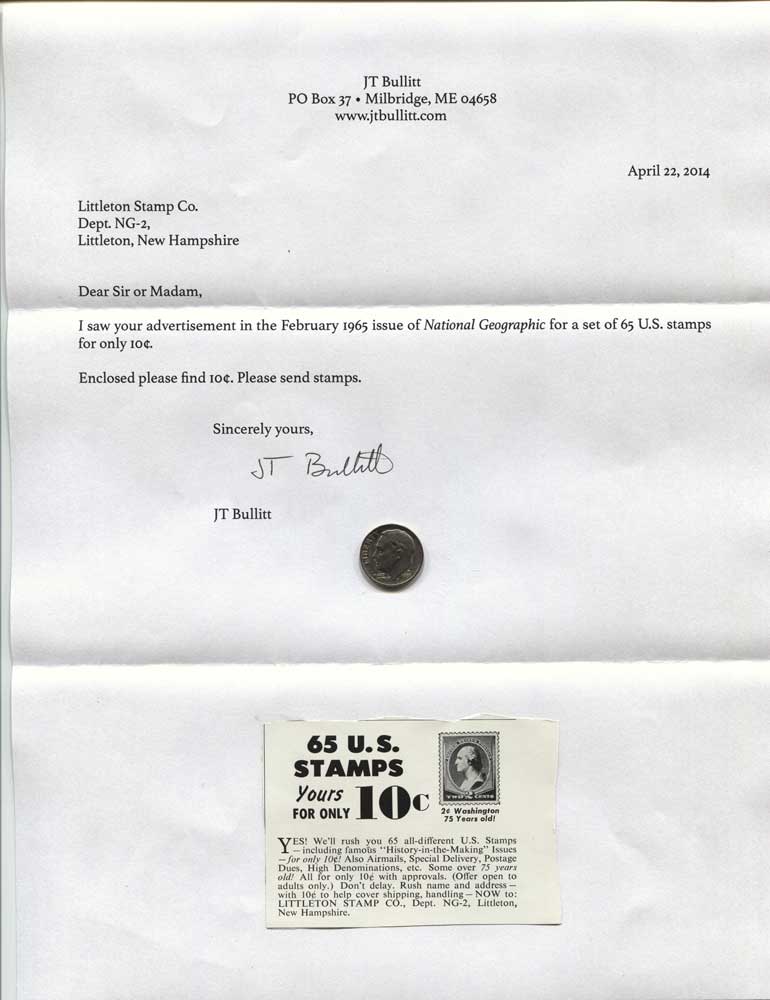 JT Bullitt
PO Box 37 • Milbridge, ME 04658
www.jtbullitt.com
April 22, 2014
Littleton Stamp Co.
Dept. NG-2,
Littleton, New Hampshire
Dear Sir or Madam,
I saw your advertisement in the February 1965 issue of National Geographic for a set of 65 U.S. stamps
for only 10¢.
Enclosed please find 10¢. Please send stamps.
Sincerely yours,
JT Bullitt
JT Bullitt
LIBERTY
65 U.S.
STAMPS
Yours
FOR ONLY 10c
TWO 2 CENTS
2¢ Washington
75 Years old!
YES! We'll rush you 65 all-different U.S. Stamps
—including famous "History-in-the-Making" Issues
—for only 10¢! Also Airmails, Special Delivery, Postage
Dues, High Denominations, etc. Some over 75 years
old! All for only 10¢ with approvals. (Offer open to
adults only.) Don't delay. Rush name and address—
with 10¢ to help cover shipping, handling—NOW to:
LITTLETON STAMP CO., Dept. NG-2, Littleton,
New Hampshire.